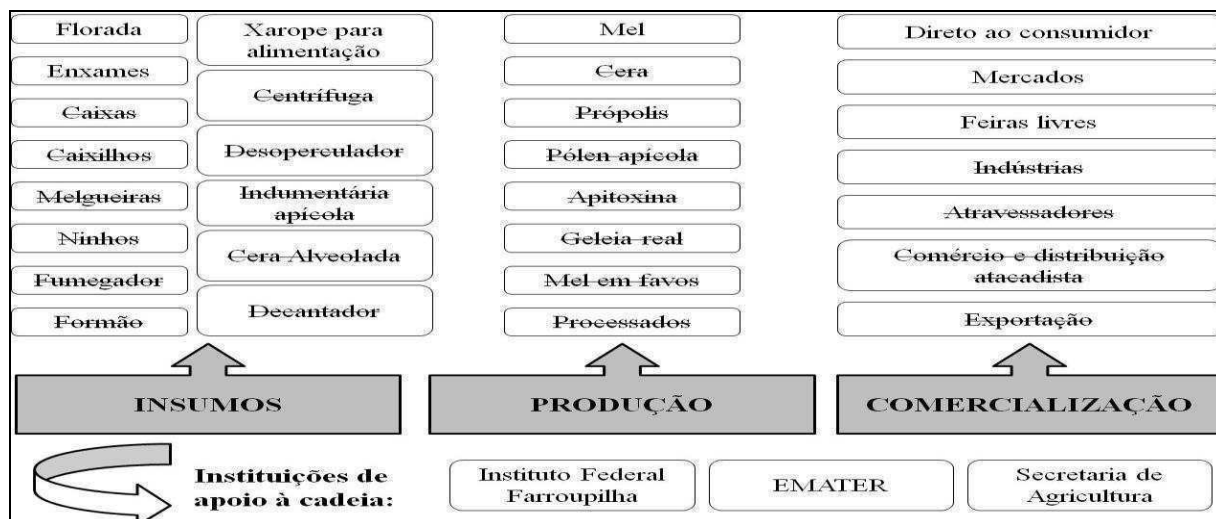 Florada
Enxames
Caixas
Caixilhos
Melgueiras
Ninhos
Fumegador
Formão
Xarope para
alimentação
Centrífuga
Desoperculador
Indumentária
apícola
Cera Alveolada
Decantador
INSUMOS
Mel
Cera
Própolis
Pólen apícola
Apitoxina
Geleia real
Mel em favos
Processados
PRODUÇÃO
Direto ao consumidor
Mercados
Feiras livres
Indústrias
Atravessadores
Comércio e distribuição
atacadista
Exportação
COMERCIALIZAÇÃO
Instituições de
apoio à cadeia:
Instituto Federal
Farroupilha
EMATER
Secretaria de
Agricultura